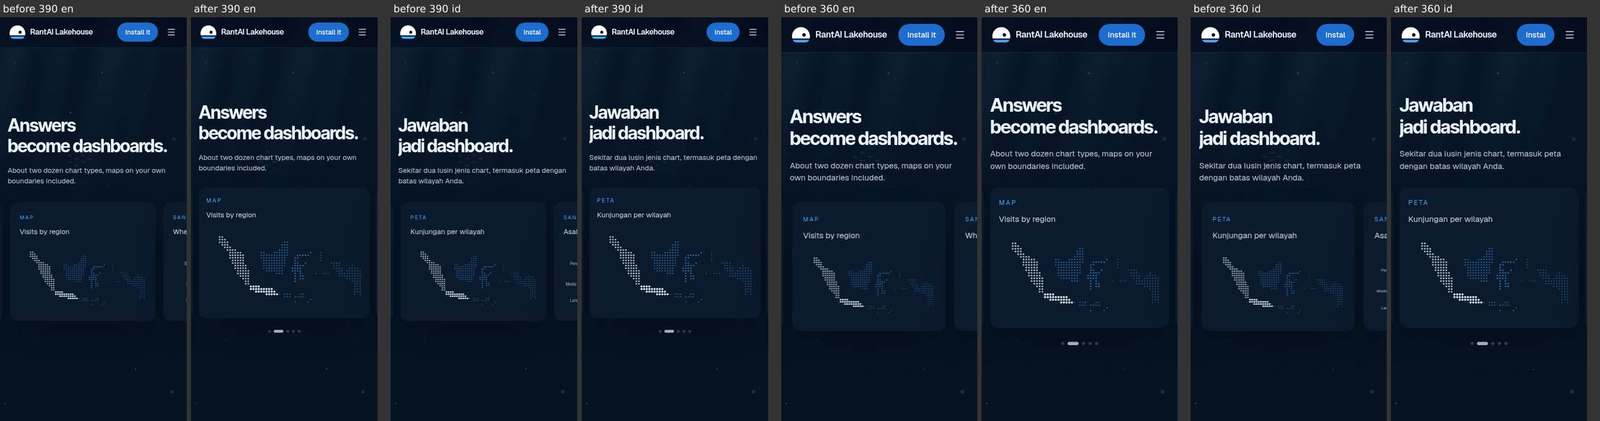 before 390 en
RantAI Lakehouse
Install it
Answers
become dashboards.
About two dozen chart types, maps on your own
boundaries included.
MAP
Visits by region
SAN
Whe
after 390 en
RantAI Lakehouse
Install it
Answers
become dashboards.
About two dozen chart types, maps on your own
boundaries included.
MAP
Visits by region
before 390 id
RantAI Lakehouse
Instal
Jawaban
jadi dashboard.
Sekitar dua lusin jenis chart, termasuk peta dengan
batas wilayah Anda.
PETA
Kunjungan per wilayah
SAN
Asal
after 390 id
RantAI Lakehouse
Instal
Jawaban
jadi dashboard.
Sekitar dua lusin jenis chart, termasuk peta dengan
batas wilayah Anda.
PETA
Kunjungan per wilayah
before 360 en
RantAI Lakehouse
Install it
Answers
become dashboards.
About two dozen chart types, maps on your
own boundaries included.
MAP
Visits by region
SAN
Wh
after 360 en
RantAI Lakehouse
Install it
Answers
become dashboards.
About two dozen chart types, maps on your
own boundaries included.
MAP
Visits by region
before 360 id
RantAI Lakehouse
Instal
Jawaban
jadi dashboard.
Sekitar dua lusin jenis chart, termasuk peta
dengan batas wilayah Anda.
PETA
Kunjungan per wilayah
SAN
Asa
after 360 id
RantAI Lakehouse
Instal
Jawaban
jadi dashboard.
Sekitar dua lusin jenis chart, termasuk peta
dengan batas wilayah Anda.
PETA
Kunjungan per wilayah